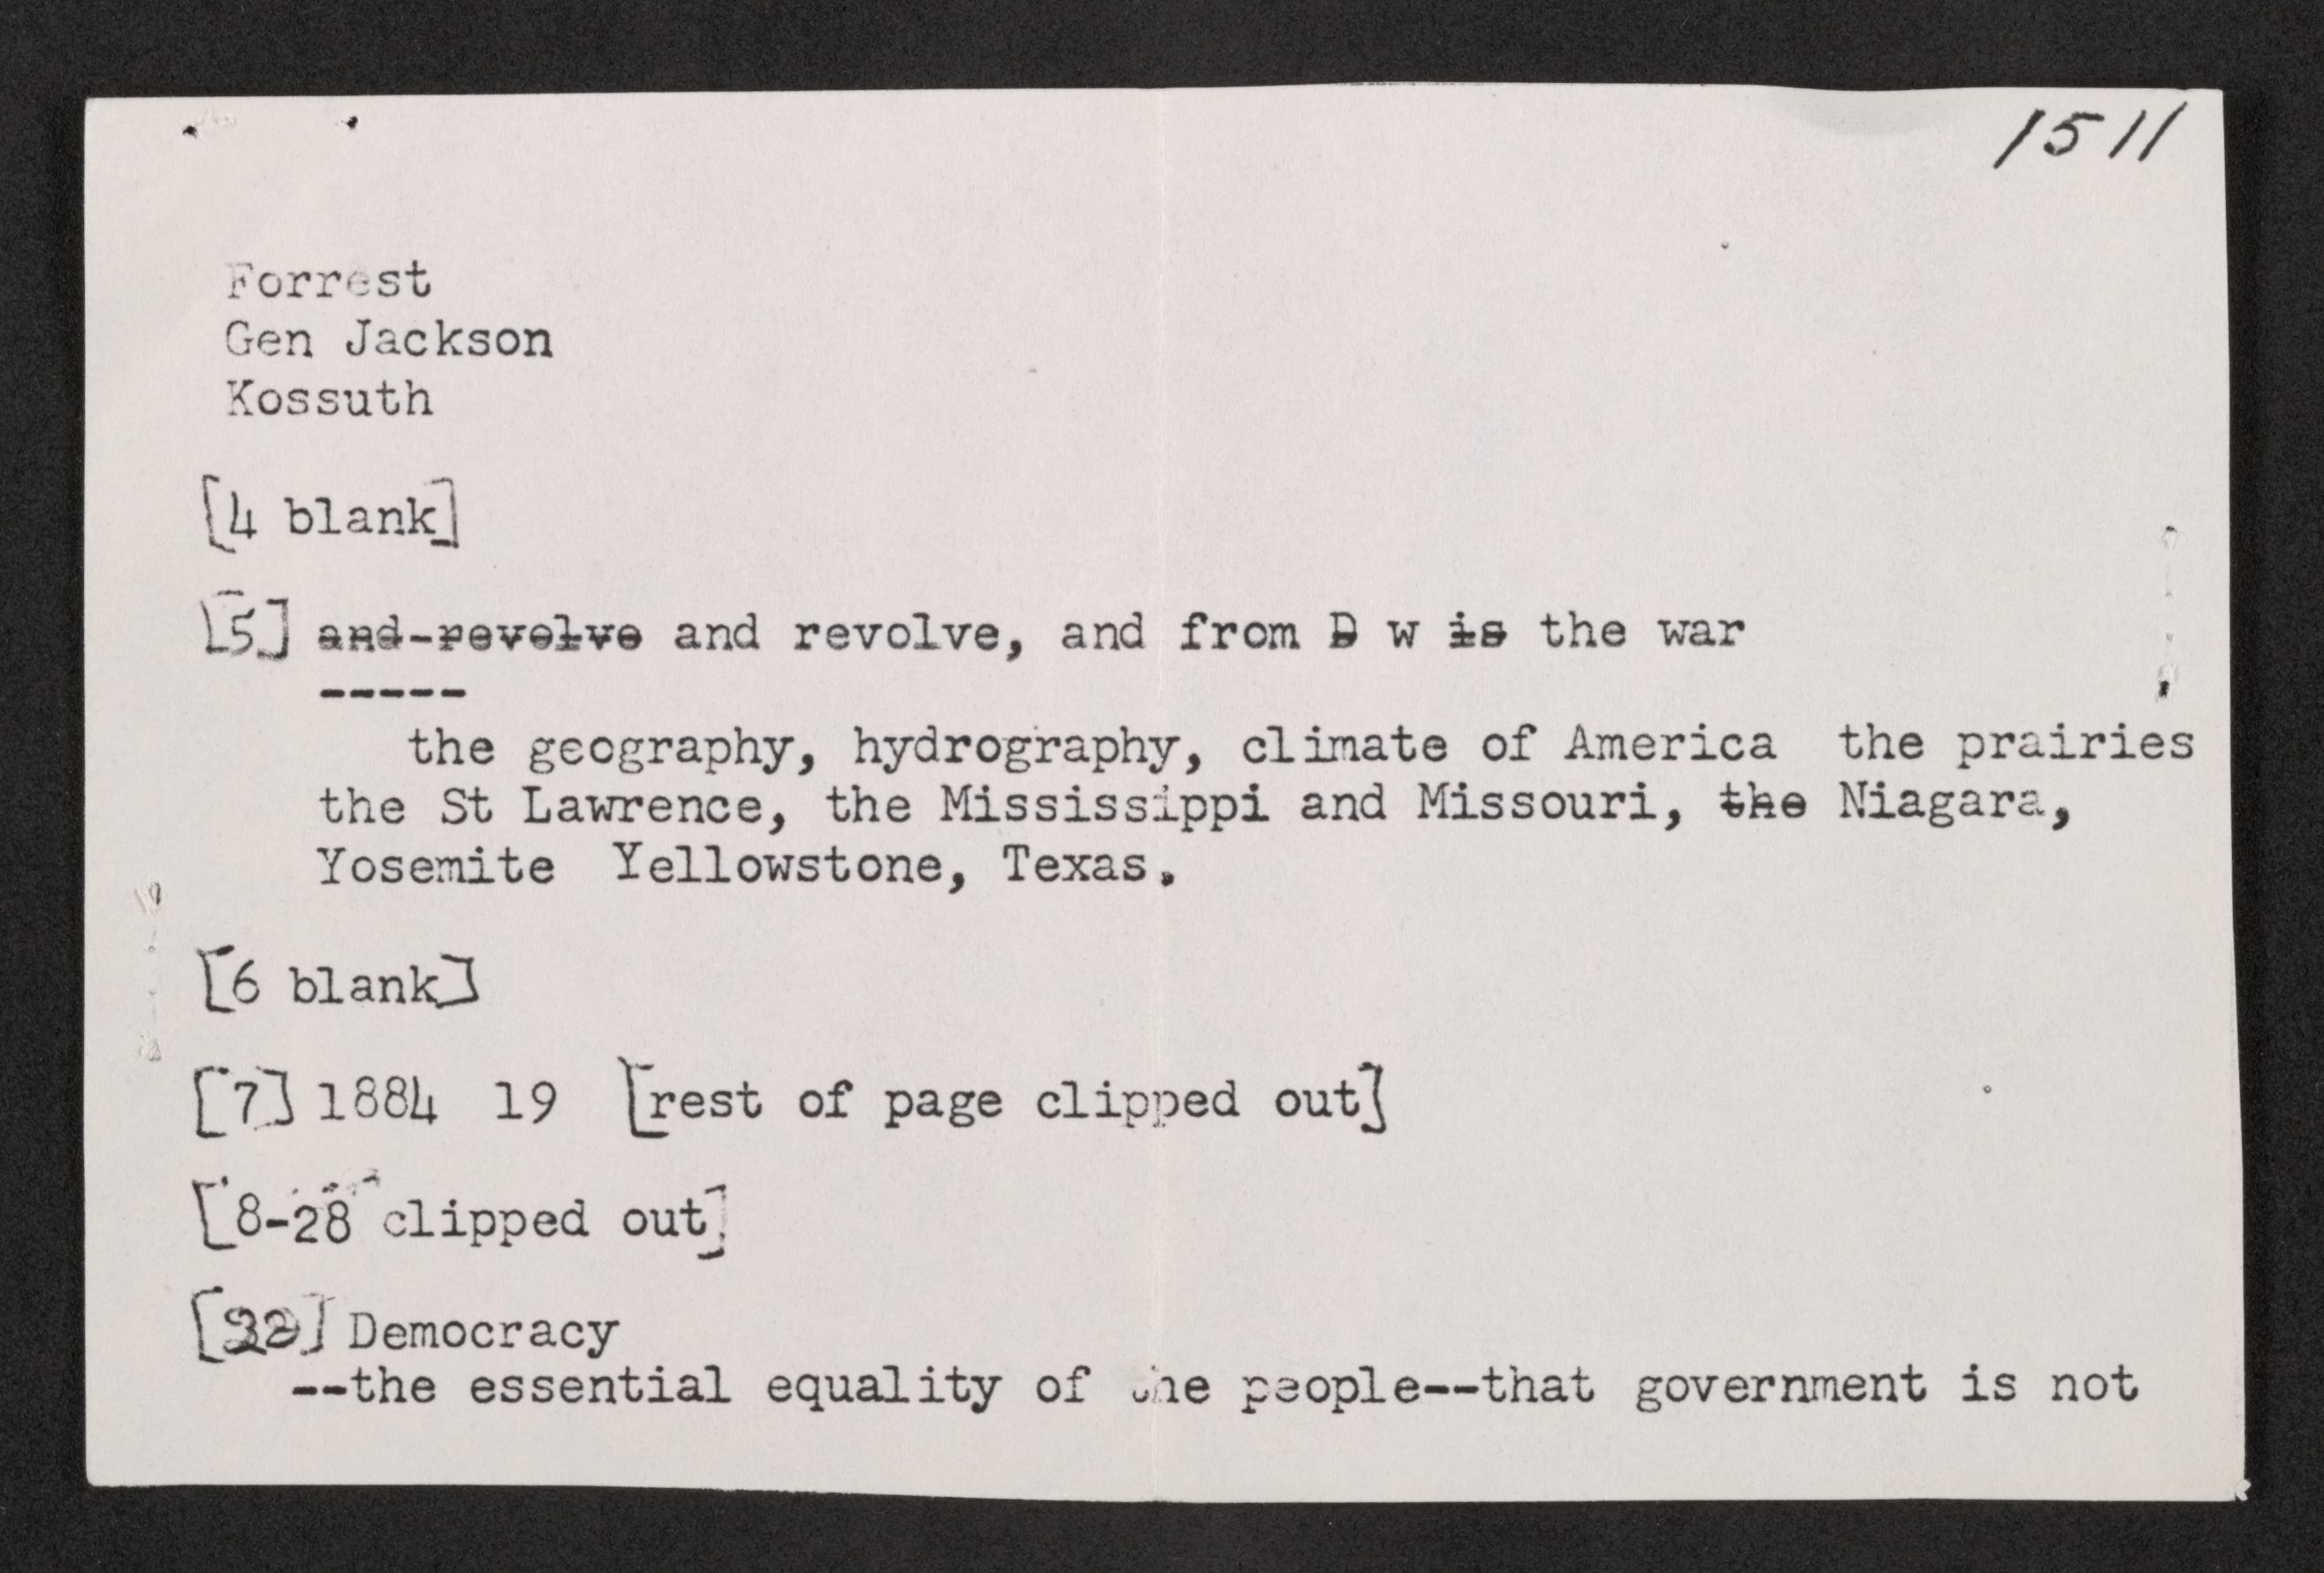 1511
Forrest
Gen Jackson
Kossuth
[4 blank]
[5] and-revolve and revolve, and from D w is the war
-----
the geography, hydrography, climate of America the prairies
the St Lawrence, the Mississippi and Missouri, the Niagara,
Yosemite Yellowstone, Texas.
[6 blank]
[7] 1884 19 [rest of page clipped out]
[8-28 clipped out]
Democracy
--the essential equality of the people--that government is not